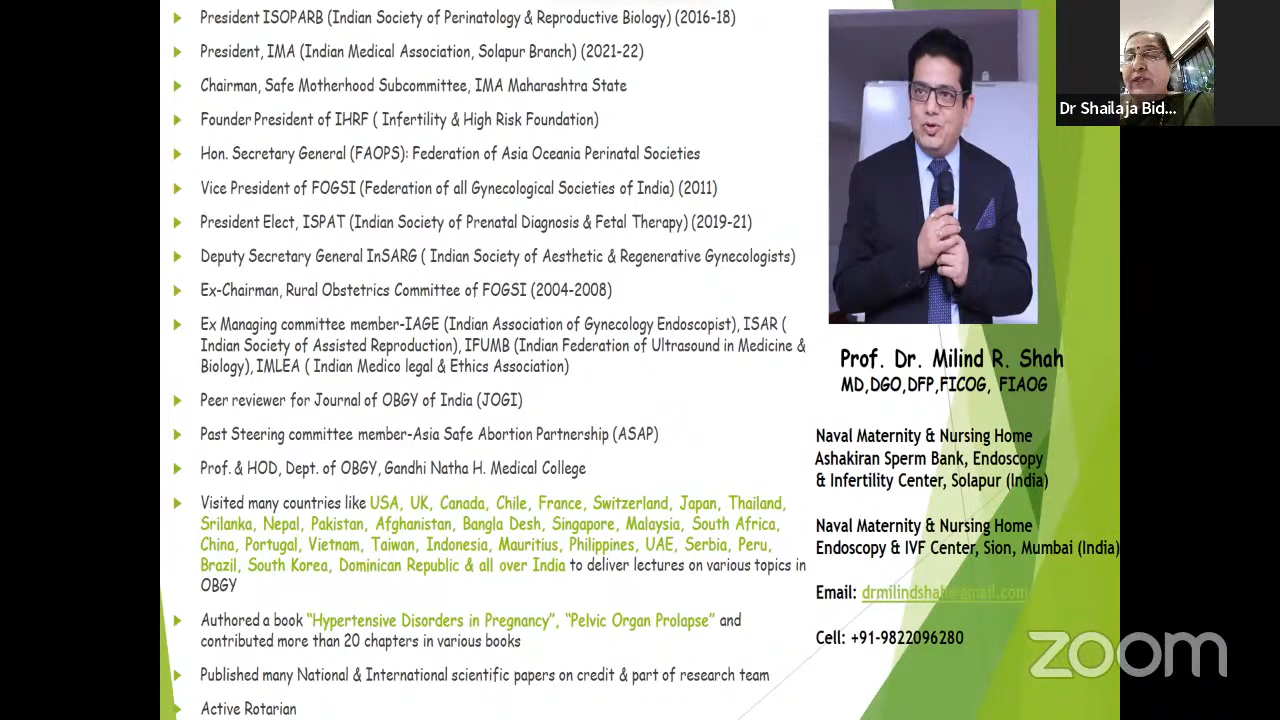 President ISOPARB (Indian Society of Perinatology & Reproductive Biology) (2016-18)
President, IMA (Indian Medical Association, Solapur Branch) (2021-22)
Chairman, Safe Motherhood Subcommittee, IMA Maharashtra State
Founder President of IHRF ( Infertility & High Risk Foundation)
Hon. Secretary General (FAOPS): Federation of Asia Oceania Perinatal Societies
Vice President of FOGSI (Federation of all Gynecological Societies of India) (2011)
President Elect, ISPAT (Indian Society of Prenatal Diagnosis & Fetal Therapy) (2019-21)
Deputy Secretary General InSARG ( Indian Society of Aesthetic & Regenerative Gynecologists)
Ex-Chairman, Rural Obstetrics Committee of FOGSI (2004-2008)
Ex Managing committee member-IAGE (Indian Association of Gynecology Endoscopist), ISAR (
Indian Society of Assisted Reproduction), IFUMB (Indian Federation of Ultrasound in Medicine &
Biology), IMLEA ( Indian Medico legal & Ethics Association)
Peer reviewer for Journal of OBGY of India (JOGI)
Past Steering committee member-Asia Safe Abortion Partnership (ASAP)
Prof. & HOD, Dept. of OBGY, Gandhi Natha H. Medical College
Visited many countries like USA, UK, Canada, Chile, France, Switzerland, Japan, Thailand,
Srilanka, Nepal, Pakistan, Afghanistan, Bangla Desh, Singapore, Malaysia, South Africa,
China, Portugal, Vietnam, Taiwan, Indonesia, Mauritius, Philippines, UAE, Serbia, Peru,
Brazil, South Korea, Dominican Republic & all over India to deliver lectures on various topics in
OBGY
Authored a book “Hypertensive Disorders in Pregnancy”, “Pelvic Organ Prolapse” and
contributed more than 20 chapters in various books
Published many National & International scientific papers on credit & part of research team
Active Rotarian
Prof. Dr. Milind R. Shah
MD,DGO,DFP,FICOG, FIAOG
Naval Maternity & Nursing Home
Ashakiran Sperm Bank, Endoscopy
& Infertility Center, Solapur (India)
Naval Maternity & Nursing Home
Endoscopy & IVF Center, Sion, Mumbai (India)
Email: drmilindshah@gmail.com
Cell: +91-9822096280
Dr Shailaja Bid...
zoom